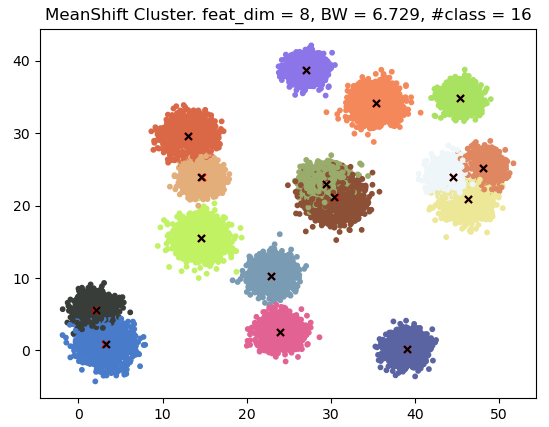 MeanShift Cluster. feat_dim = 8, BW = 6.729, #class = 16
40
30
20
10
0
0 10 20 30 40 50